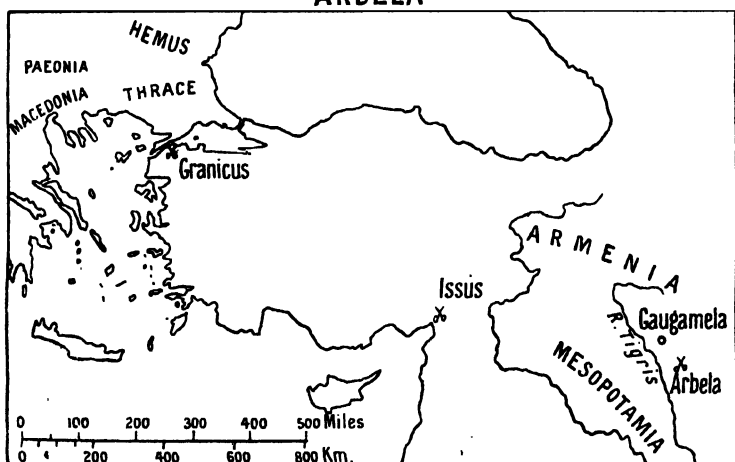 ARBELA
HEMUS
PAEONIA
THRACE
MACEDONIA
Granicus
ARMENIA
Issus
Gaugamela
R. Tigris
Arbela
MESOPOTAMIA
0 100 200 300 400 500 Miles
0 200 400 600 800 Km.